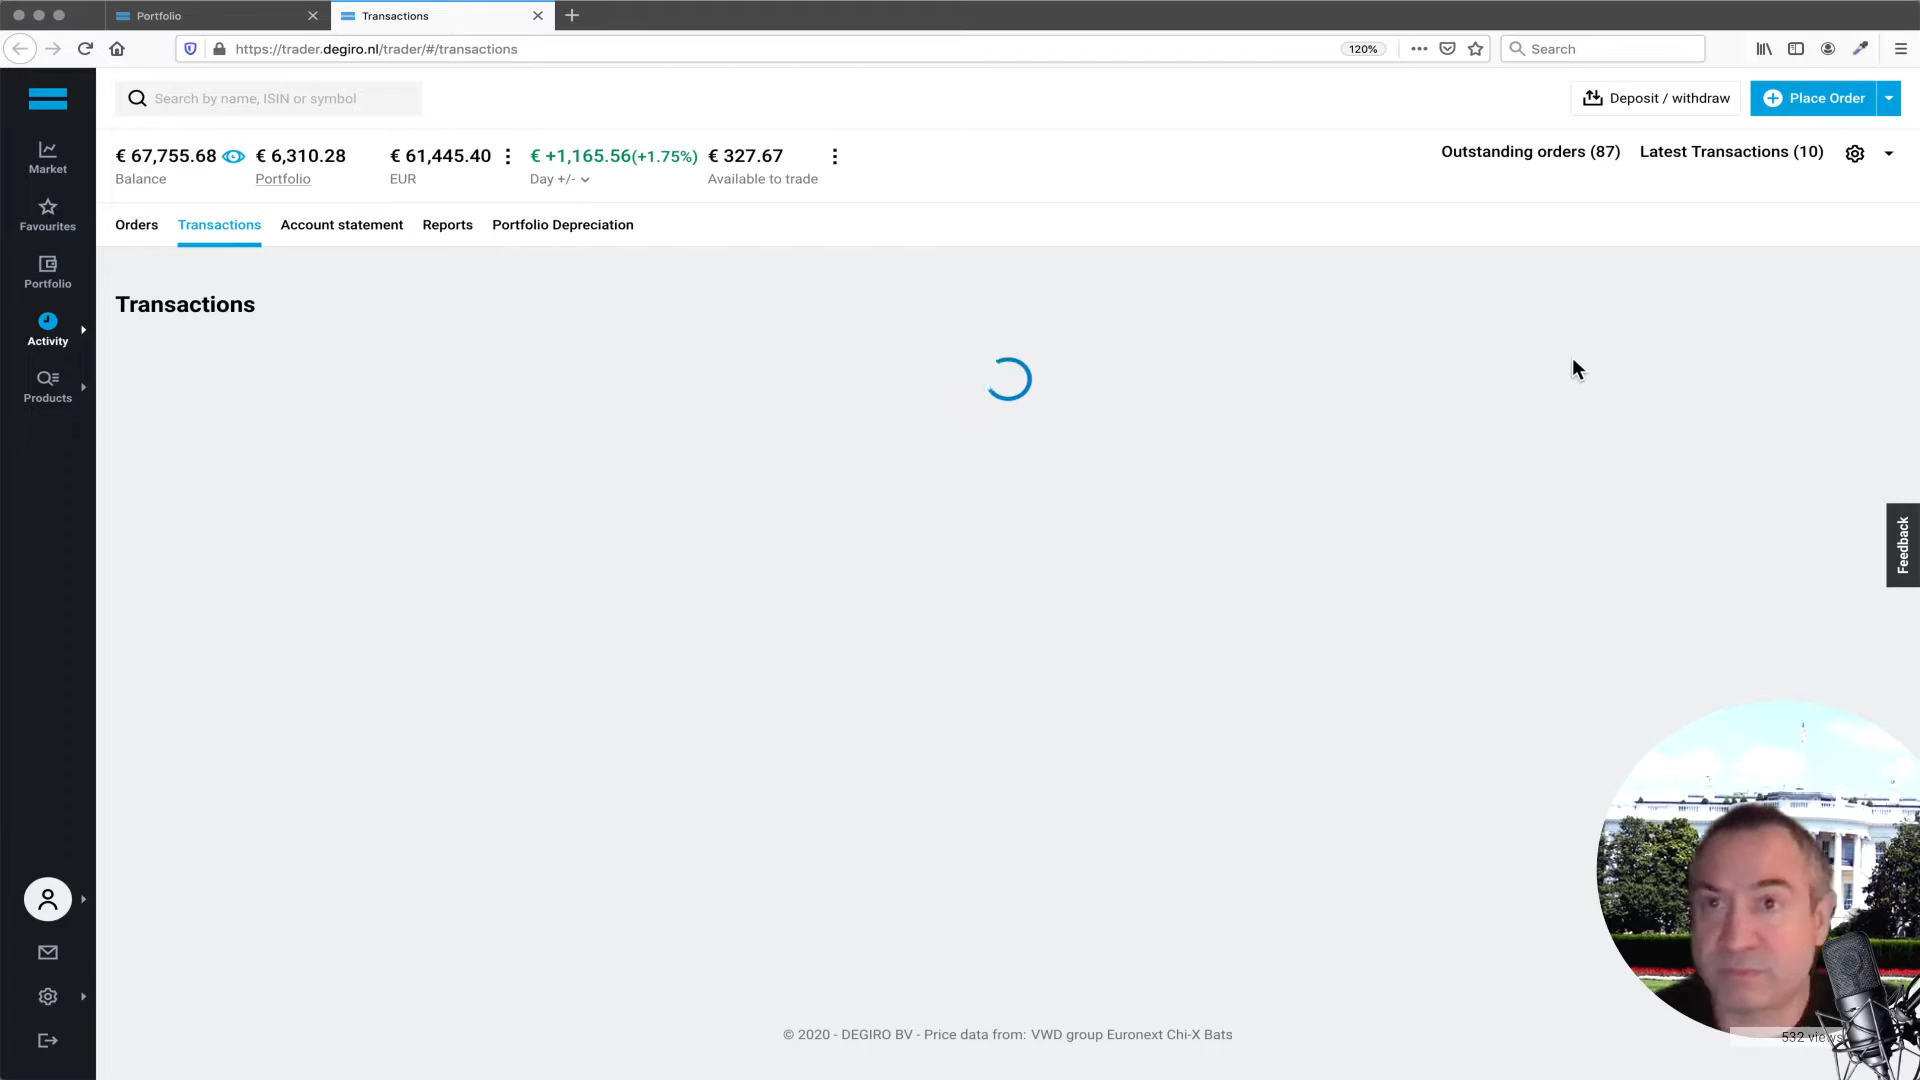 Portfolio
Transactions
https://trader.degiro.nl/trader/#/transactions
120%
Search
Search by name, ISIN or symbol
Deposit / withdraw
Place Order
€ 67,755.68
Balance
€ 6,310.28
Portfolio
€ 61,445.40
EUR
€ +1,165.56(+1.75%)
Day +/-
€ 327.67
Available to trade
Outstanding orders (87)
Latest Transactions (10)
Orders
Transactions
Account statement
Reports
Portfolio Depreciation
Market
Favourites
Portfolio
Activity
Products
Transactions
Feedback
© 2020 - DEGIRO BV - Price data from: VWD group Euronext Chi-X Bats
532 views